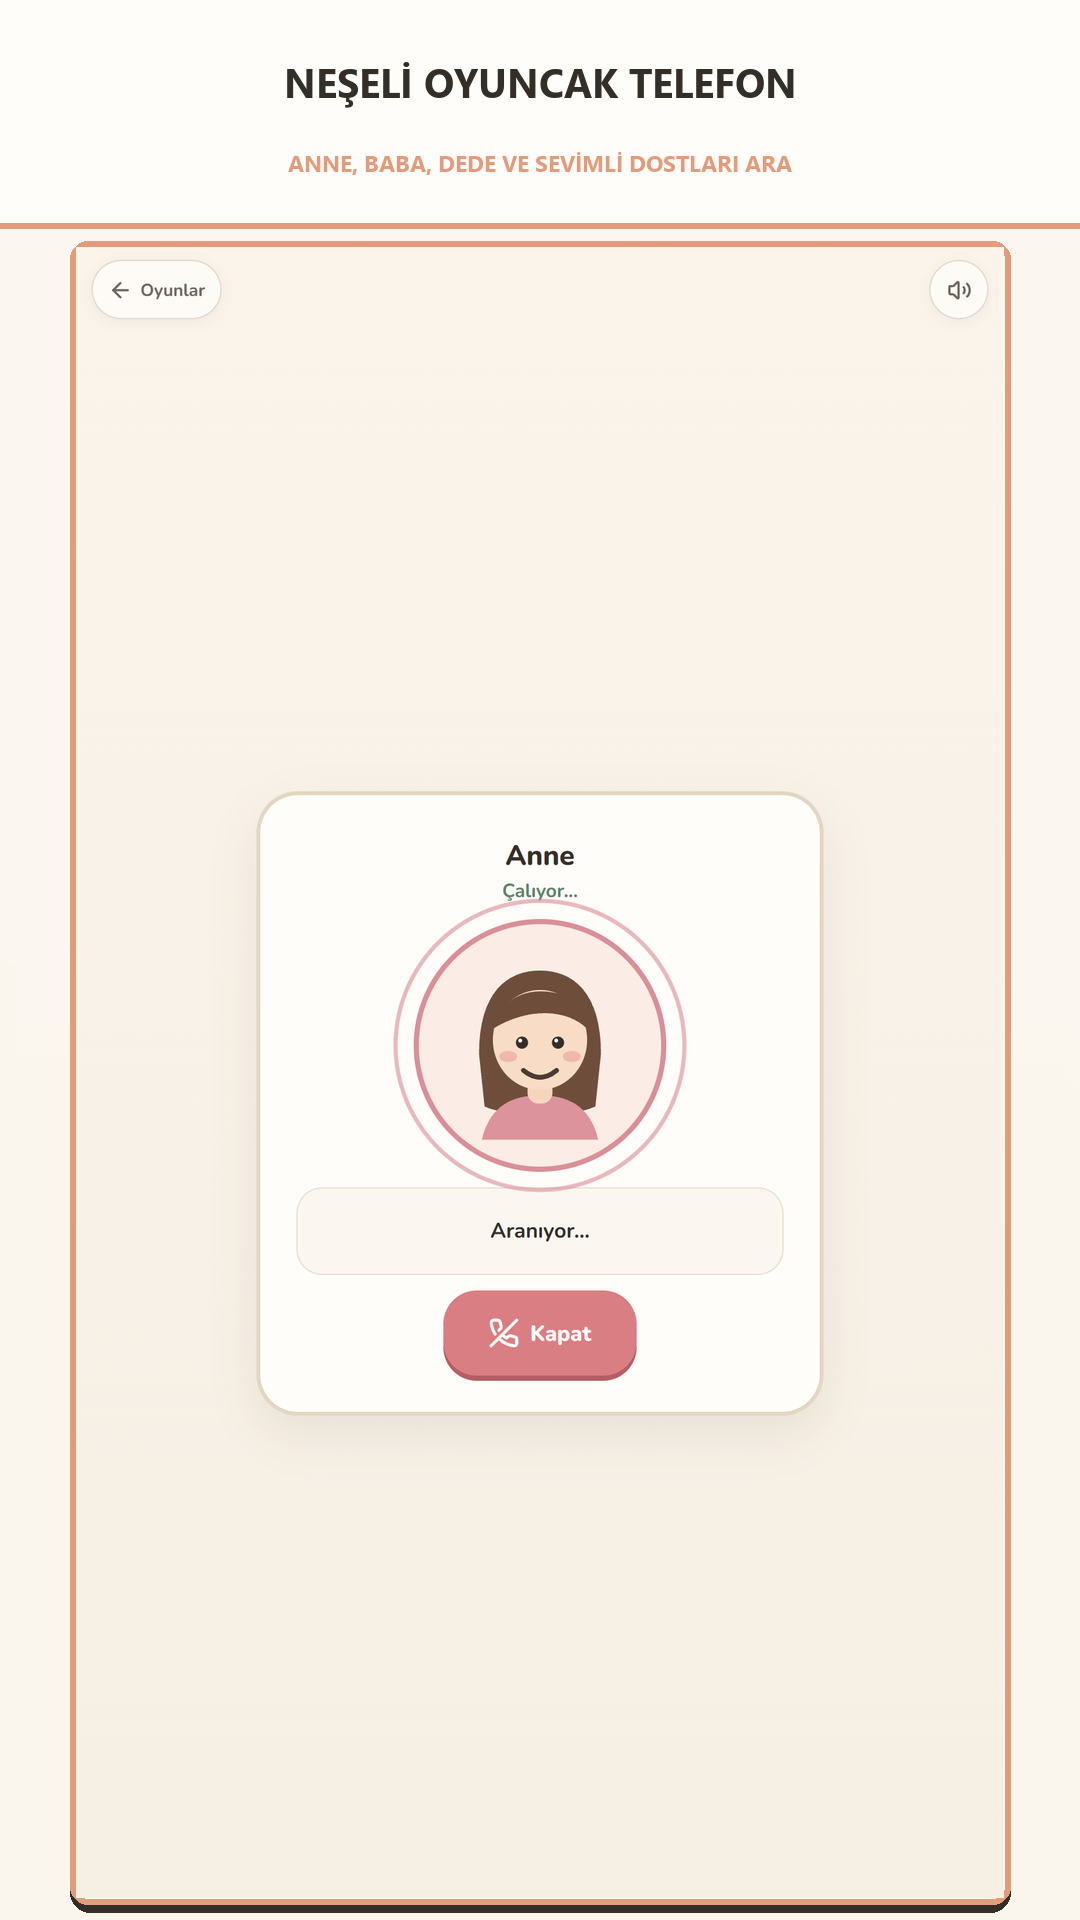 NEŞELİ OYUNCAK TELEFON
ANNE, BABA, DEDE VE SEVİMLİ DOSTLARI ARA
Oyunlar
Anne
Çalıyor...
Aranıyor...
Kapat